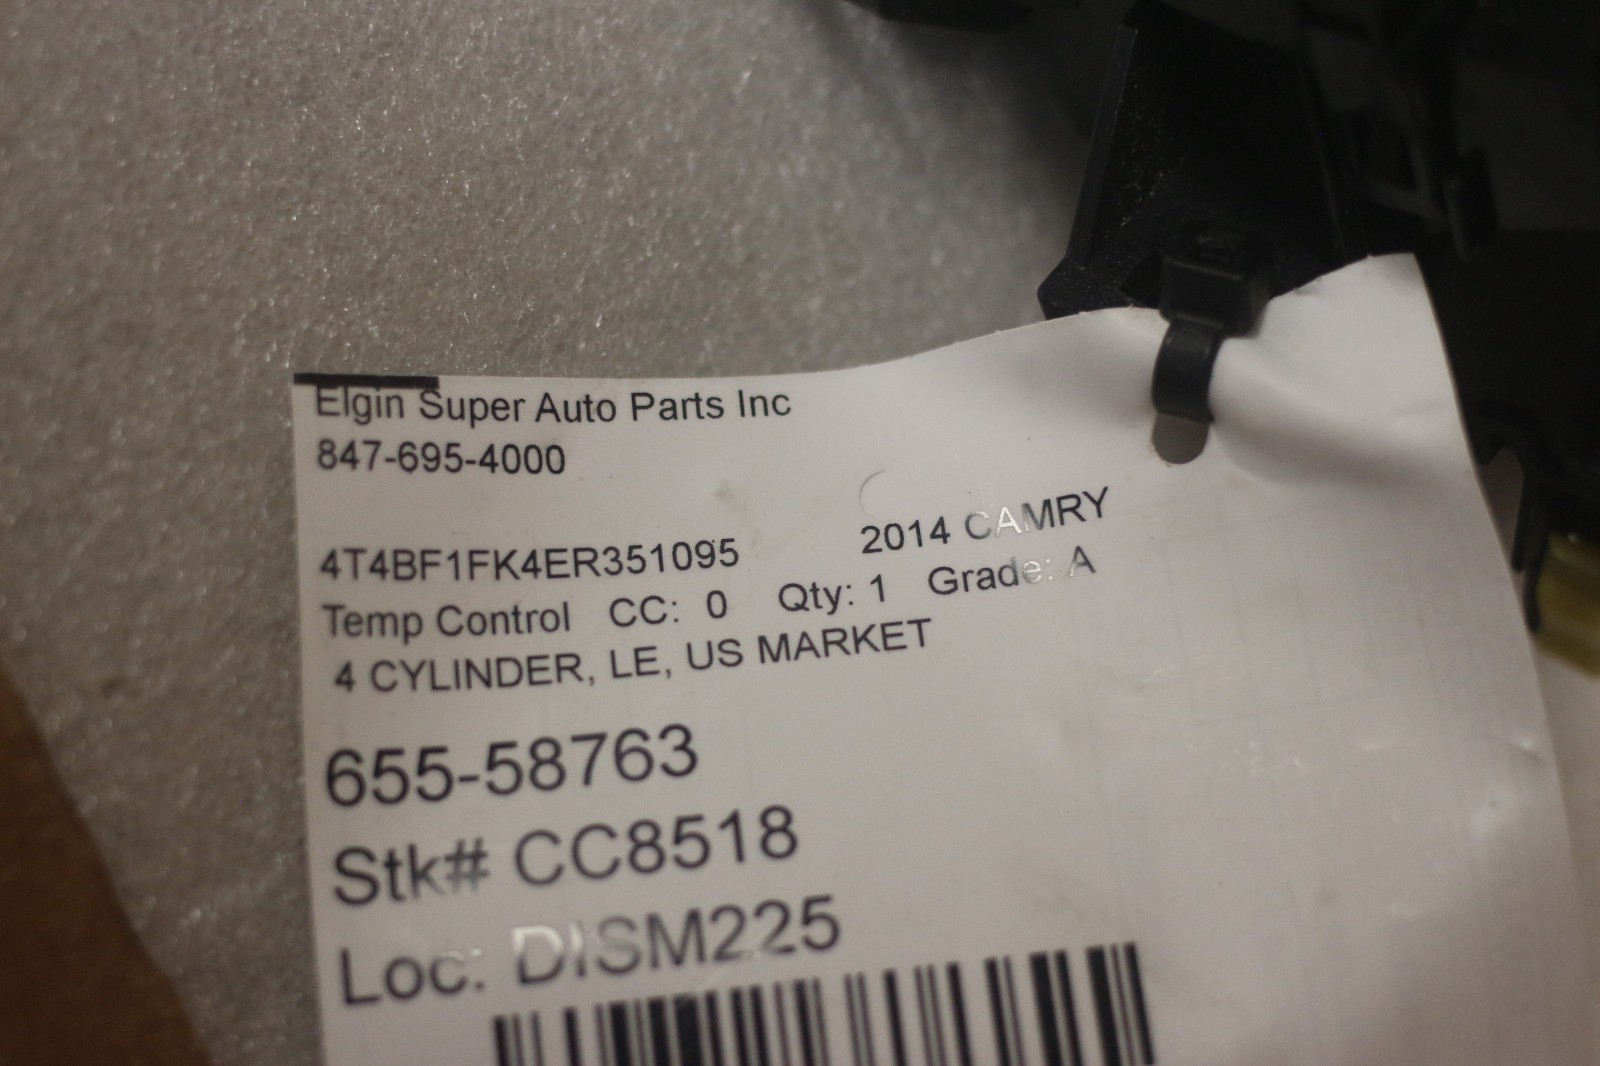 Elgin Super Auto Parts Inc
847-695-4000
4T4BF1FK4ER351095 2014 CAMRY
Temp Control CC: 0 Qty: 1 Grade: A
4 CYLINDER, LE, US MARKET
655-58763
Stk# CC8518
Loc: DISM225